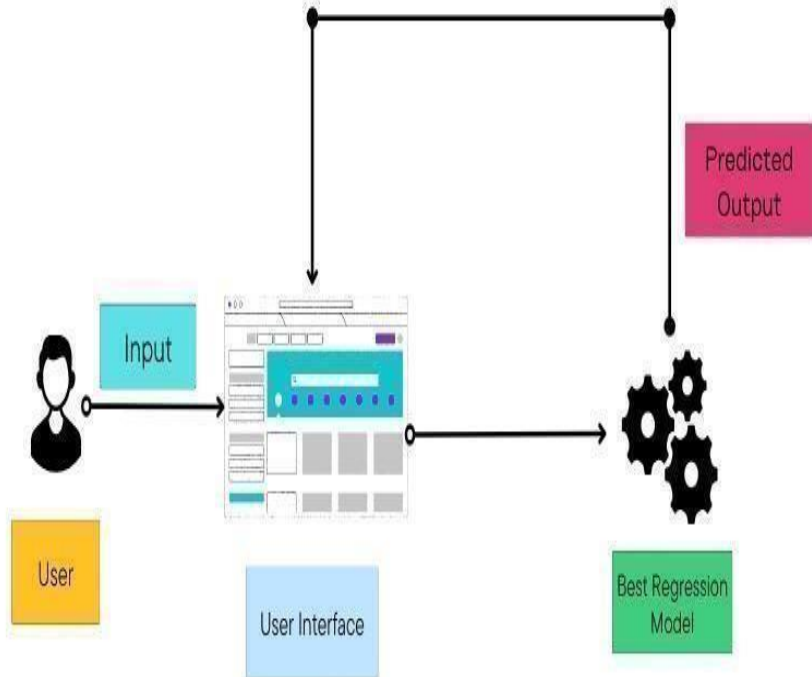 Predicted
Output
Input
User
User Interface
Best Regression
Model